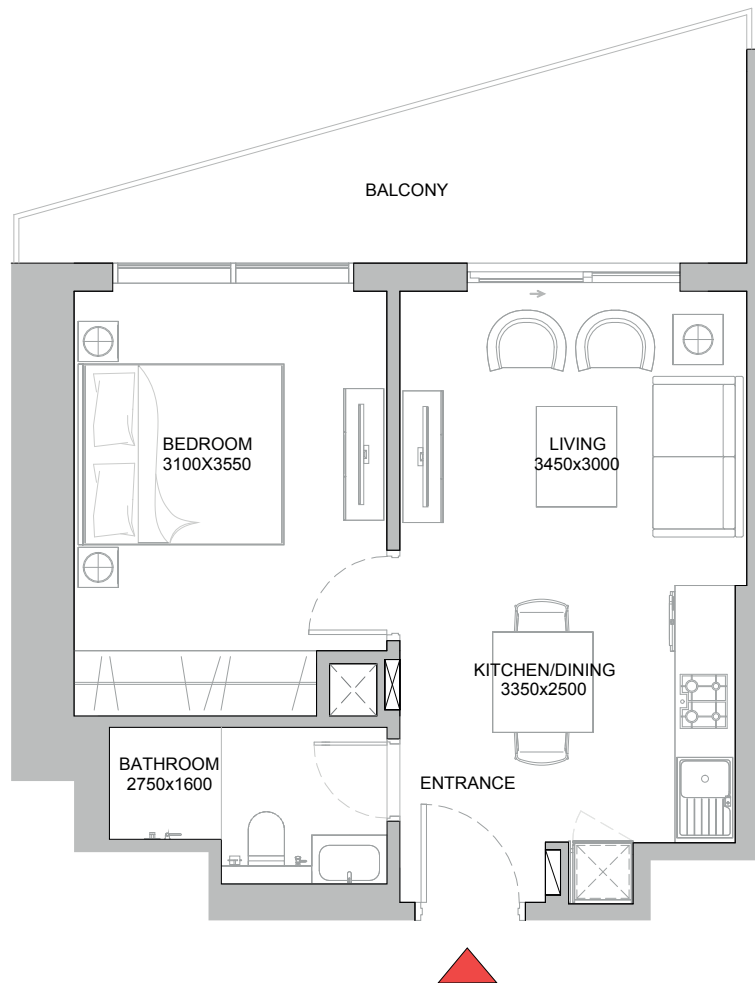 BALCONY
BEDROOM
3100X3550
LIVING
3450x3000
KITCHEN/DINING
3350x2500
BATHROOM
2750x1600
ENTRANCE